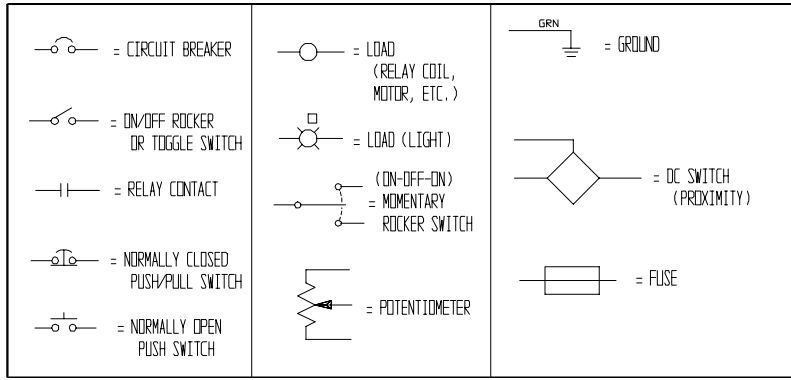 = CIRCUIT BREAKER
= ON/OFF ROCKER
OR TOGGLE SWITCH
= RELAY CONTACT
= NORMALLY CLOSED
PUSH/PULL SWITCH
= NORMALLY OPEN
PUSH SWITCH
= LOAD
(RELAY COIL,
MOTOR, ETC.)
= LOAD (LIGHT)
(ON-OFF-ON)
= MOMENTARY
ROCKER SWITCH
= POTENTIOMETER
GRN
= GROUND
= DC SWITCH
(PROXIMITY)
= FUSE